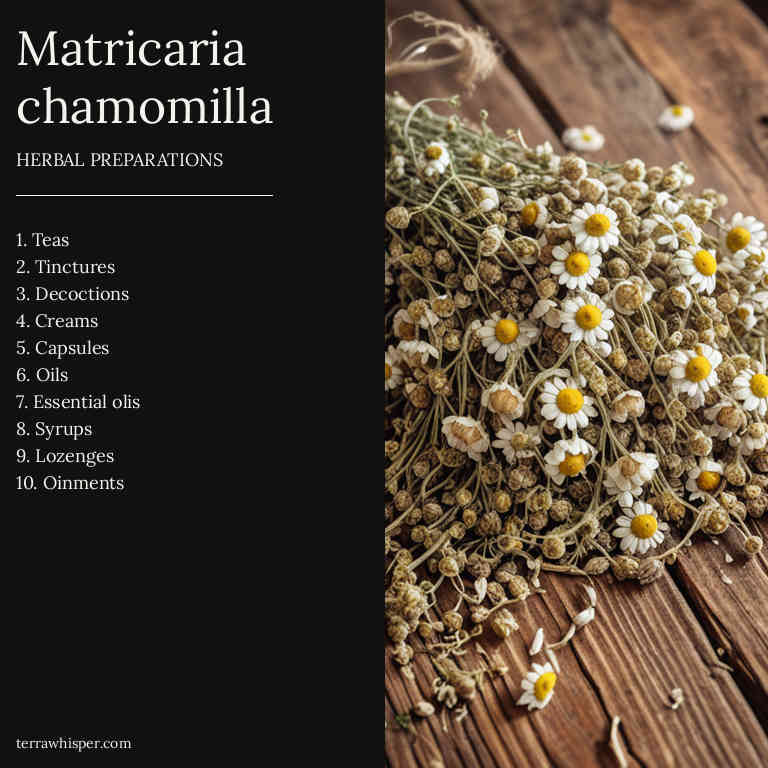 Matricaria
chamomilla
HERBAL PREPARATIONS
1. Teas
2. Tinctures
3. Decoctions
4. Creams
5. Capsules
6. Oils
7. Essential olis
8. Syrups
9. Lozenges
10. Oinments
terrawhisper.com